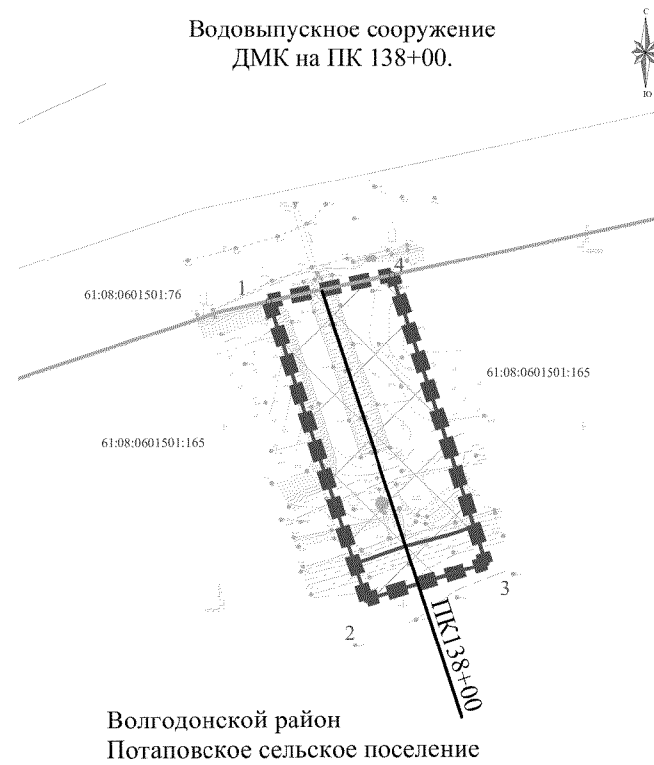 Водовыпускное сооружение
ДМК на ПК 138+00.
С
Ю
1
4
61:08:0601501:76
61:08:0601501:165
61:08:0601501:165
3
2
ПК138+00
Волгодонской район
Потаповское сельское поселение